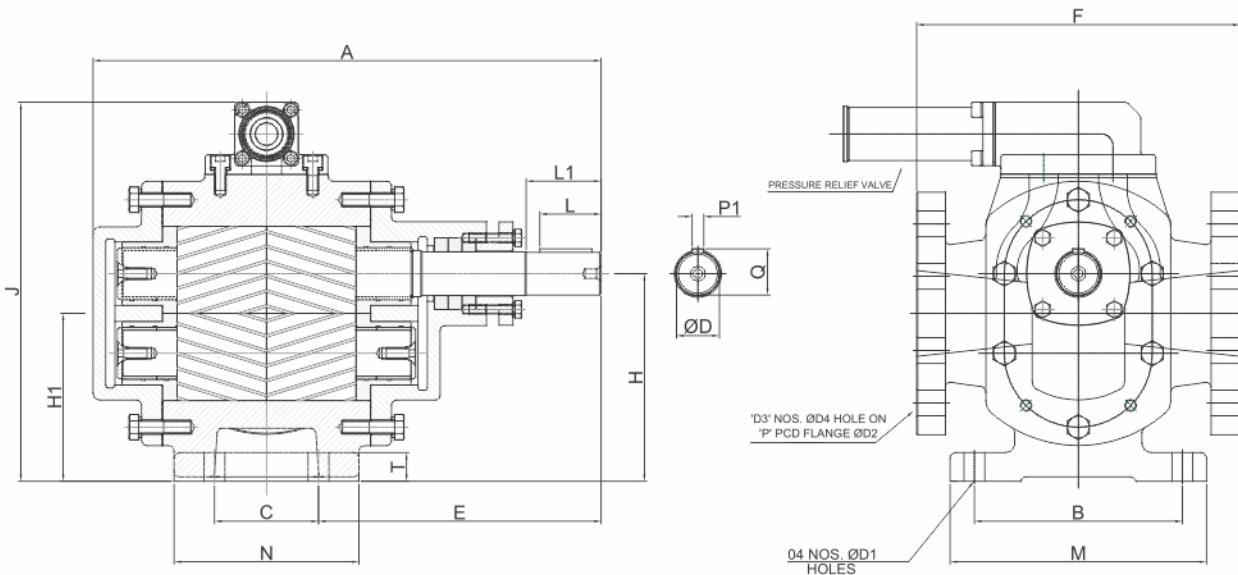 A
F
J
L1
L
P1
Q
ØD
PRESSURE RELIEF VALVE
H1
H
T
'D3' NOS. ØD4 HOLE ON
'P' PCD FLANGE ØD2
C
E
N
B
M
04 NOS. ØD1
HOLES